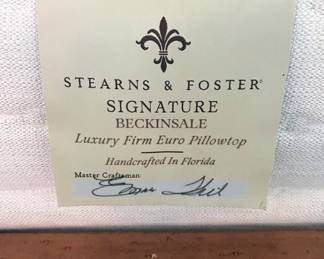 STEARNS & FOSTER®
SIGNATURE
BECKINSALE
Luxury Firm Euro Pillowtop
Handcrafted In Florida
Master Craftsman: